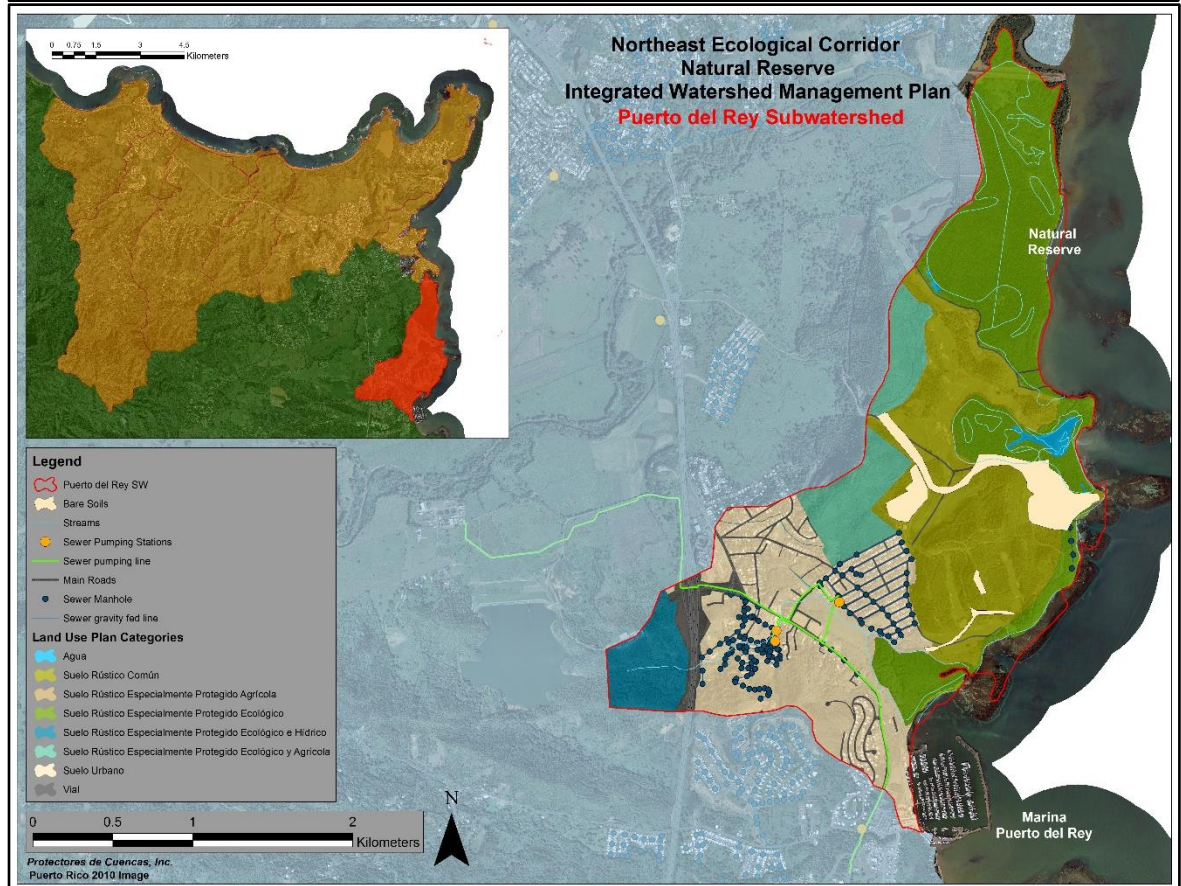 0 0.75 1.5 3 4.5
Kilometers
Northeast Ecological Corridor
Natural Reserve
Integrated Watershed Management Plan
Puerto del Rey Subwatershed
Natural
Reserve
Legend
Puerto del Rey SW
Bare Soils
Streams
Sewer Pumping Stations
Sewer pumping line
Main Roads
Sewer Manhole
Sewer gravity fed line
Land Use Plan Categories
Agua
Suelo Rústico Común
Suelo Rústico Especialmente Protegido Agrícola
Suelo Rústico Especialmente Protegido Ecológico
Suelo Rústico Especialmente Protegido Ecológico e Hídrico
Suelo Rústico Especialmente Protegido Ecológico y Agrícola
Suelo Urbano
Vial
0 0.5 1 2
Kilometers
N
Marina
Puerto del Rey
Protectores de Cuencas, Inc.
Puerto Rico 2010 Image